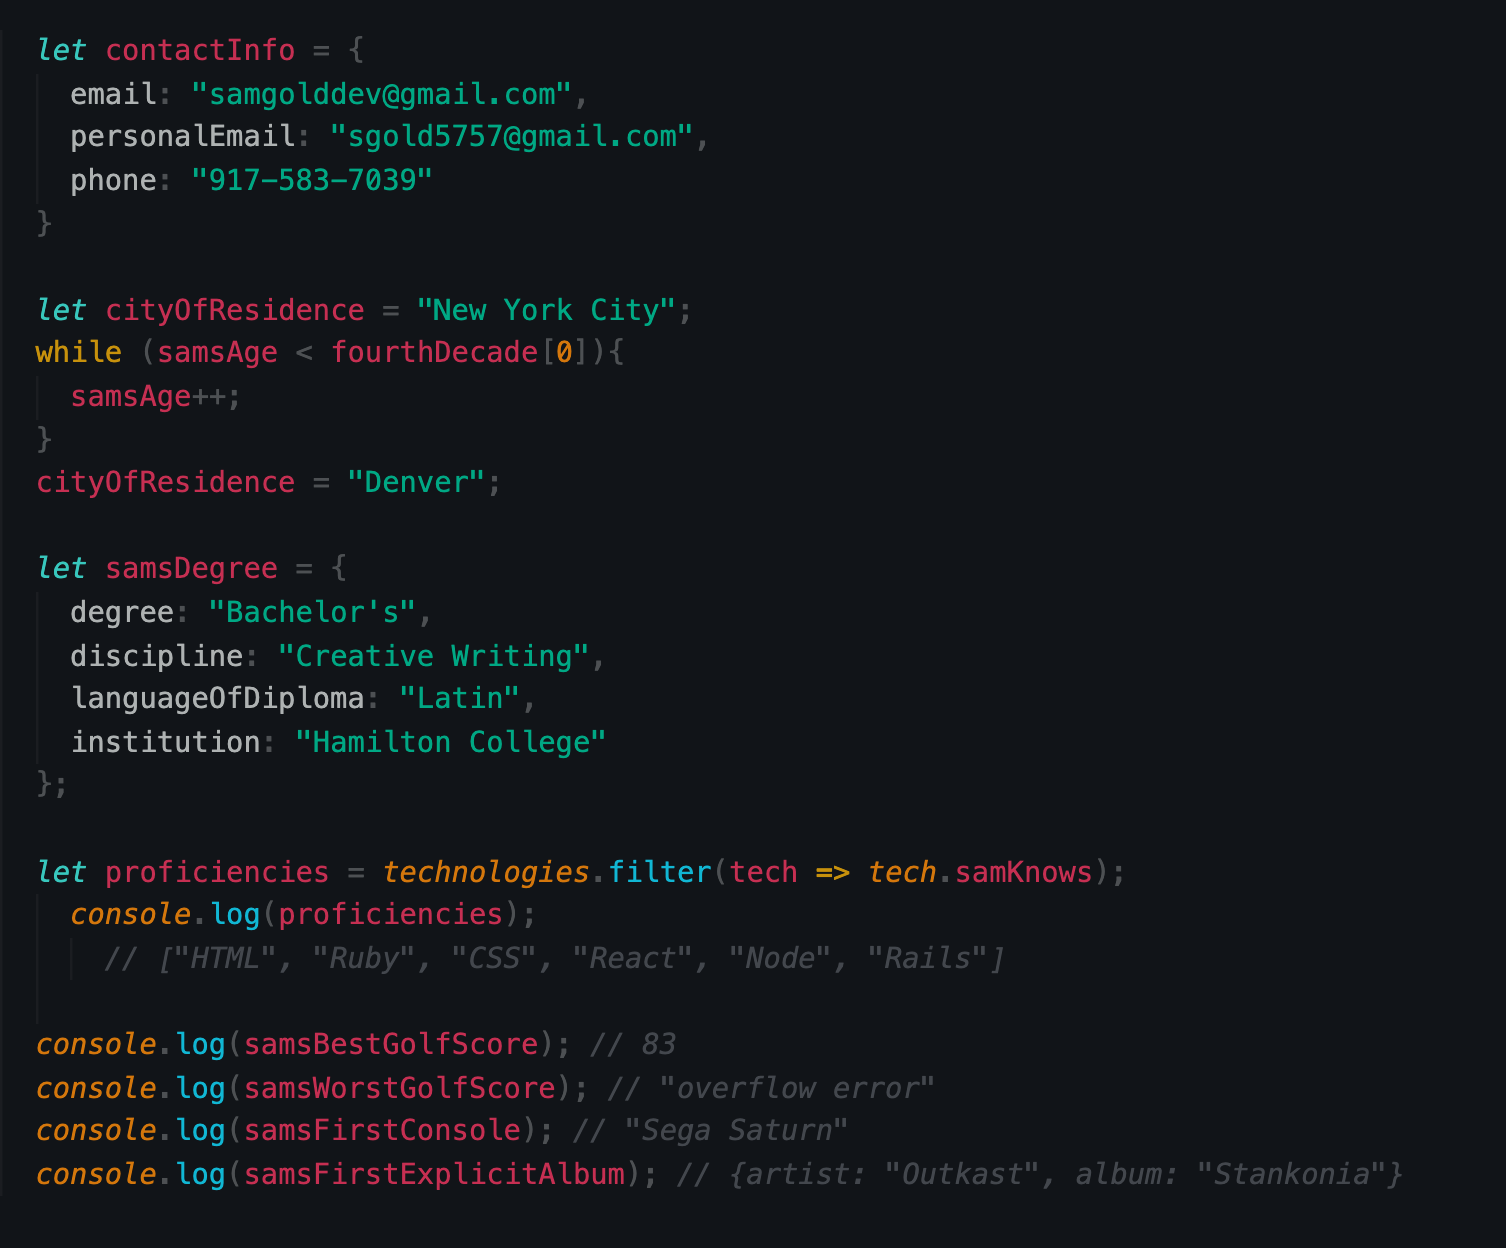 let contactInfo = {
  email: "samgolddev@gmail.com",
  personalEmail: "sgold5757@gmail.com",
  phone: "917-583-7039"
}

let cityOfResidence = "New York City";
while (samsAge < fourthDecade[0]){
  samsAge++;
}
cityOfResidence = "Denver";

let samsDegree = {
  degree: "Bachelor's",
  discipline: "Creative Writing",
  languageOfDiploma: "Latin",
  institution: "Hamilton College"
};

let proficiencies = technologies.filter(tech => tech.samKnows);
  console.log(proficiencies);
    // ["HTML", "Ruby", "CSS", "React", "Node", "Rails"]

console.log(samsBestGolfScore); // 83
console.log(samsWorstGolfScore); // "overflow error"
console.log(samsFirstConsole); // "Sega Saturn"
console.log(samsFirstExplicitAlbum); // {artist: "Outkast", album: "Stankonia"}